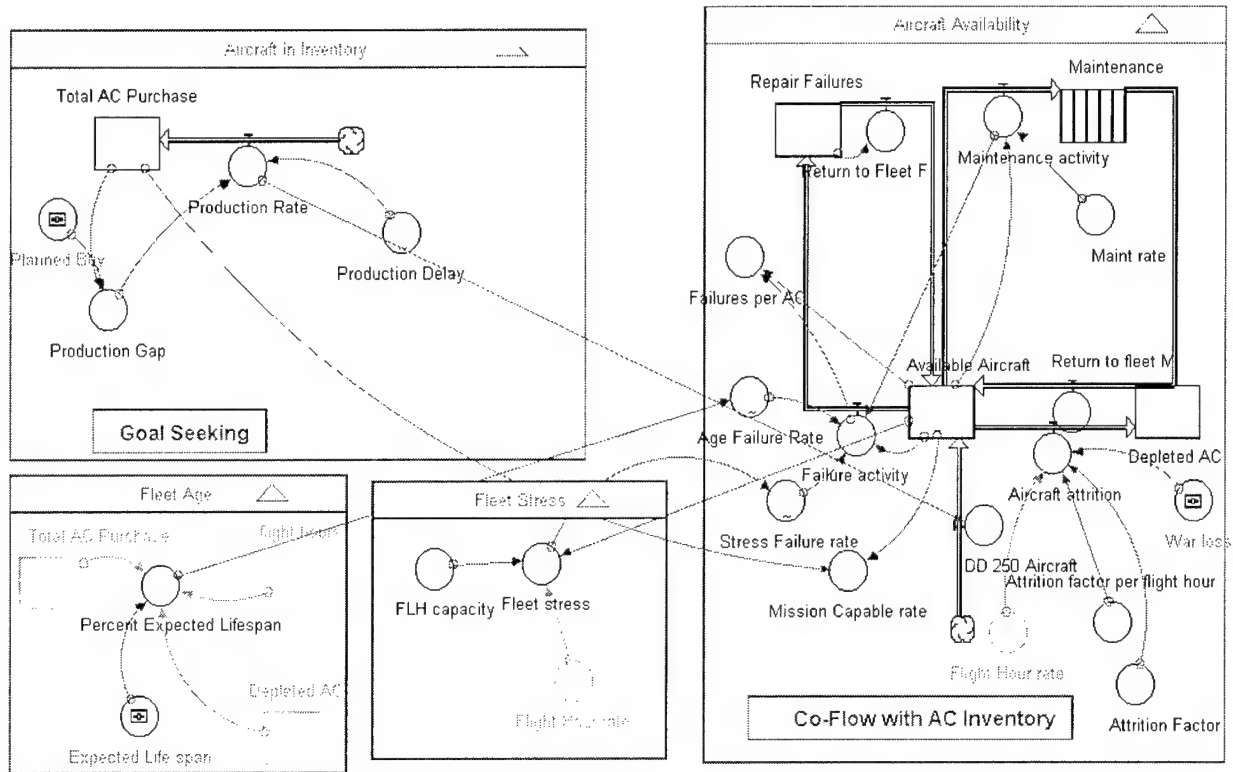 Aircraft in Inventory
Total AC Purchase
Production Rate
Planned Buy
Production Delay
Production Gap
Goal Seeking
Aircraft Availability
Repair Failures
Maintenance
Return to Fleet F
Maintenance activity
Maint rate
Failures per AC
Available Aircraft
Return to fleet M
Age Failure Rate
Failure activity
Depleted AC
Aircraft attrition
Stress Failure rate
War loss
DD 250 Aircraft
Attrition factor per flight hour
Mission Capable rate
Flight Hour rate
Attrition Factor
Co-Flow with AC Inventory
Fleet Age
Total AC Purchase
flight hours
Percent Expected Lifespan
Depleted AC
Expected Life span
Fleet Stress
FLH capacity
Fleet stress
Flight Hour rate